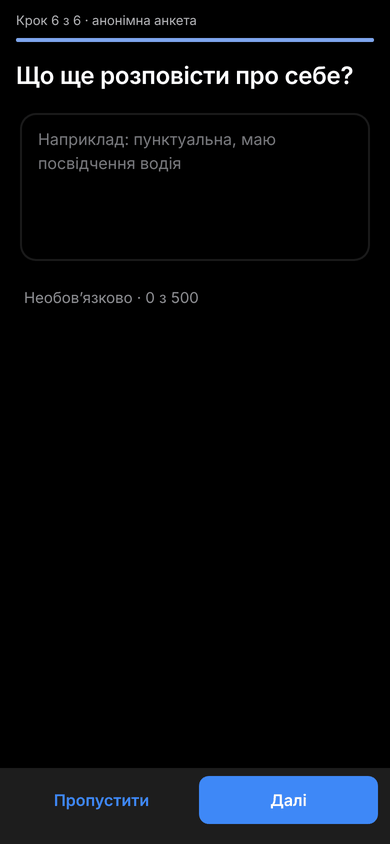 Крок 6 з 6 · анонімна анкета
Що ще розповісти про себе?
Наприклад: пунктуальна, маю
посвідчення водія
Необов’язково · 0 з 500
Пропустити
Далі